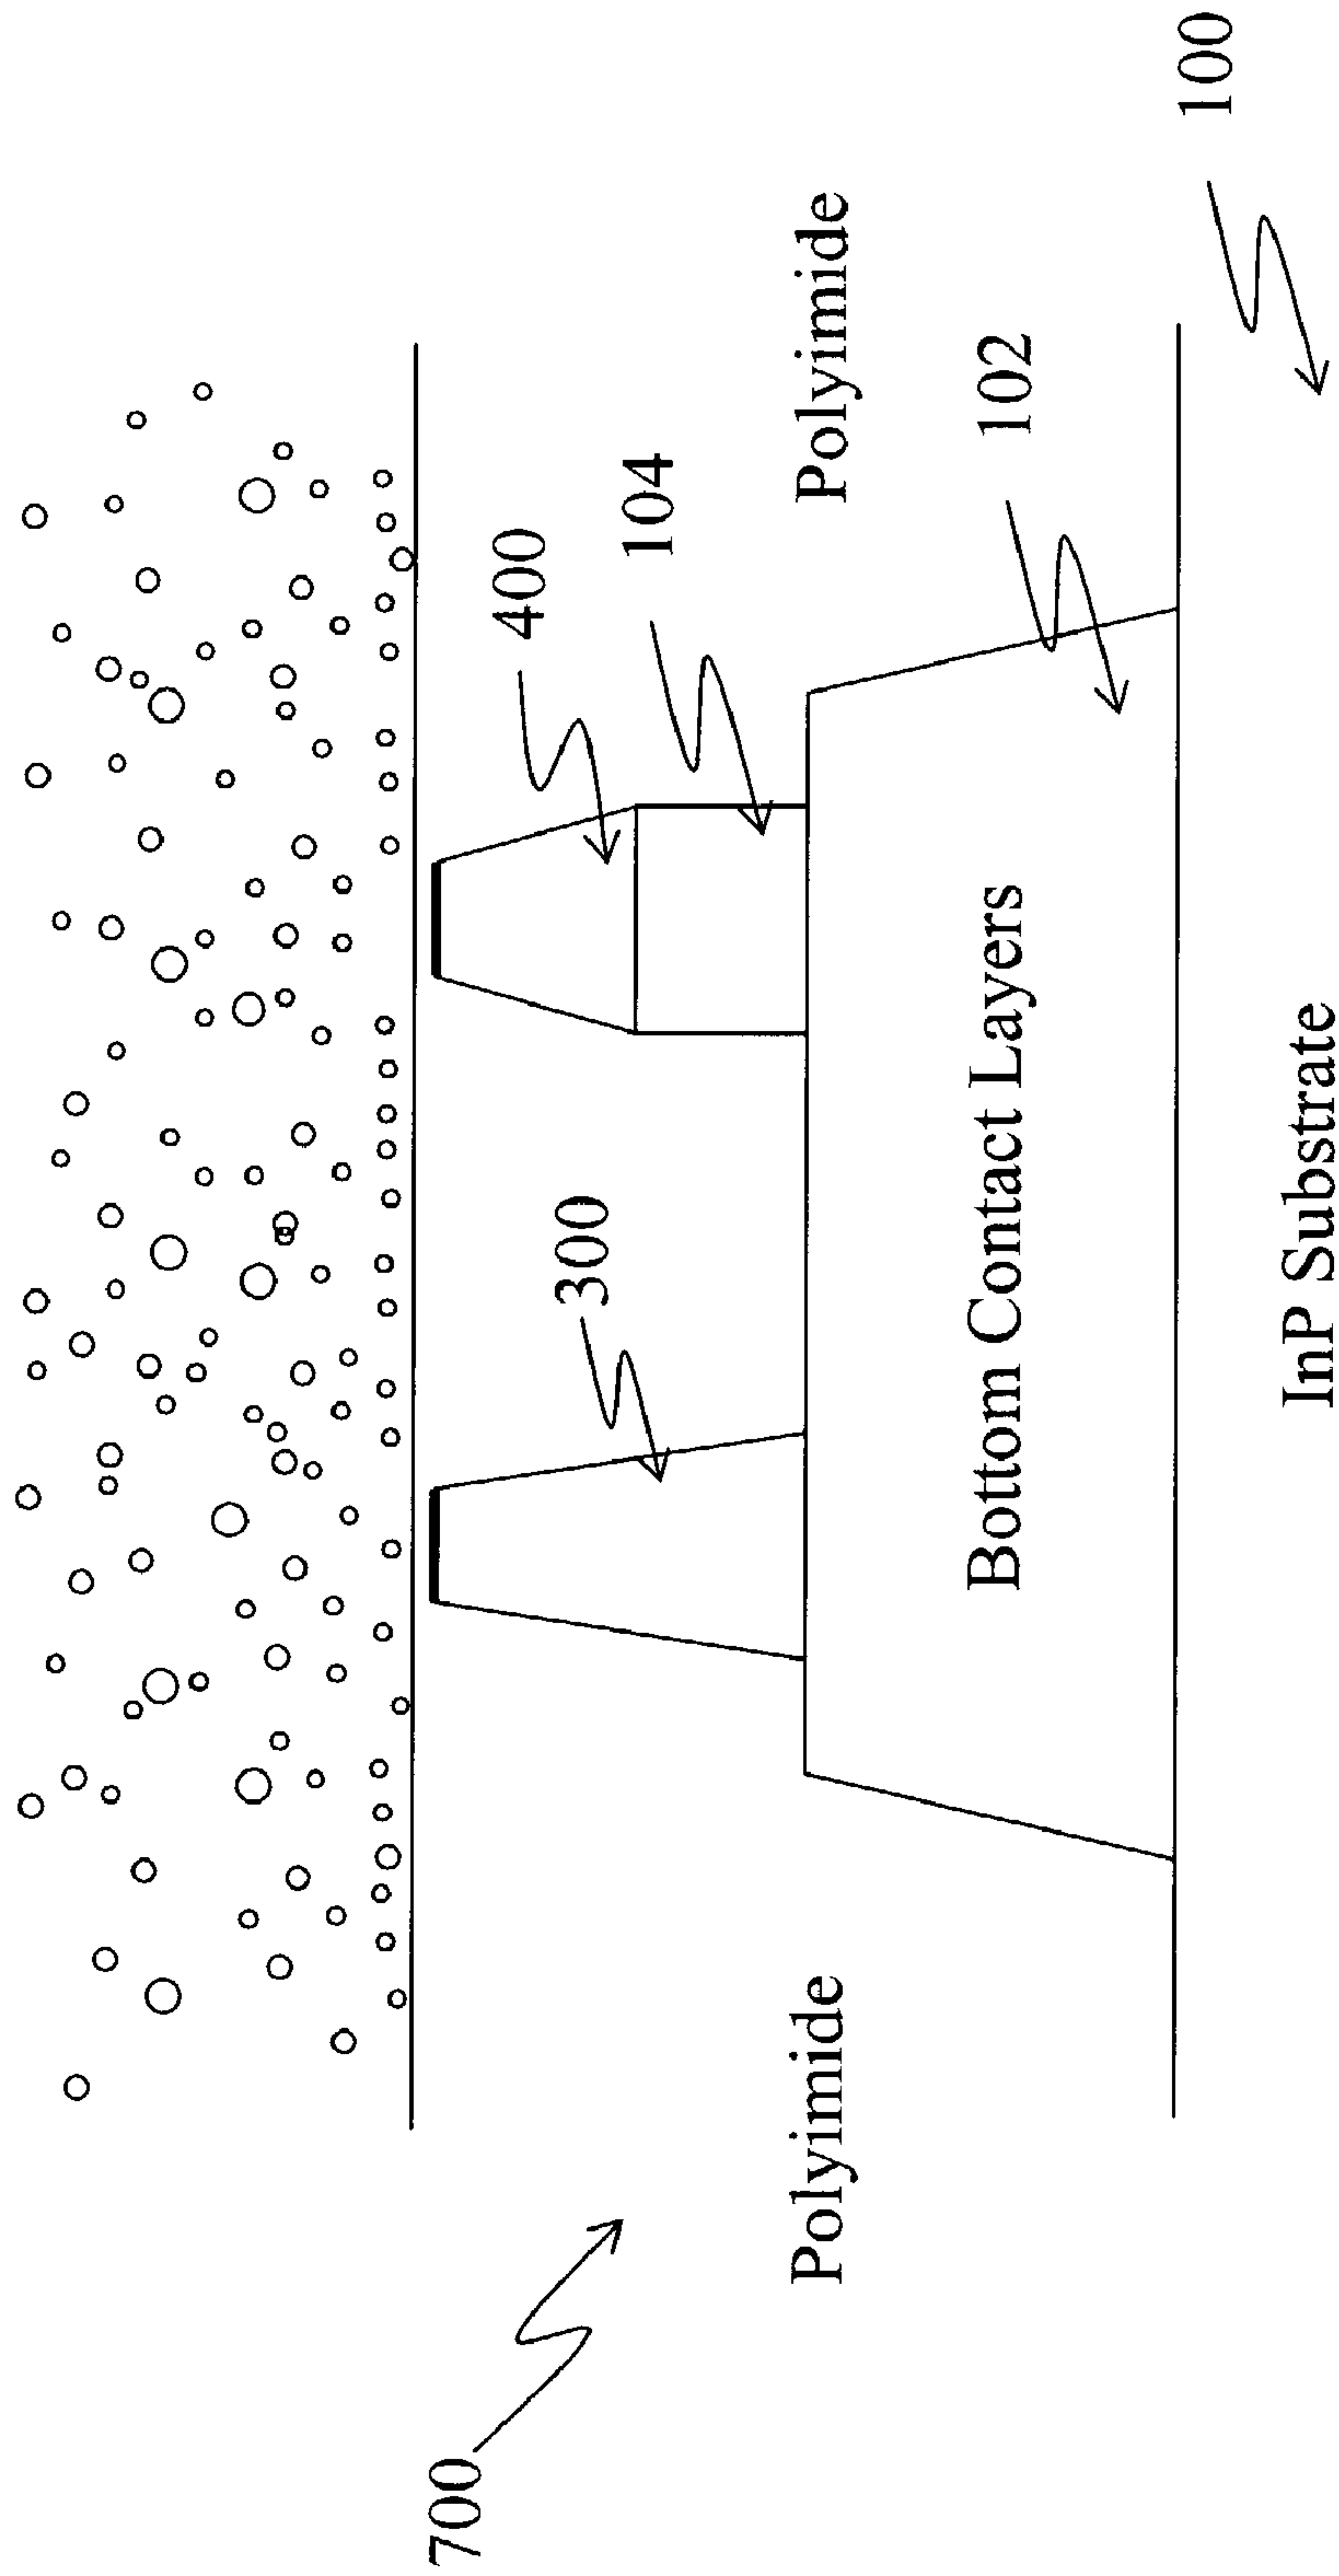 700
300
400
104
Polyimide
Polyimide
102
Bottom Contact Layers
100
InP Substrate